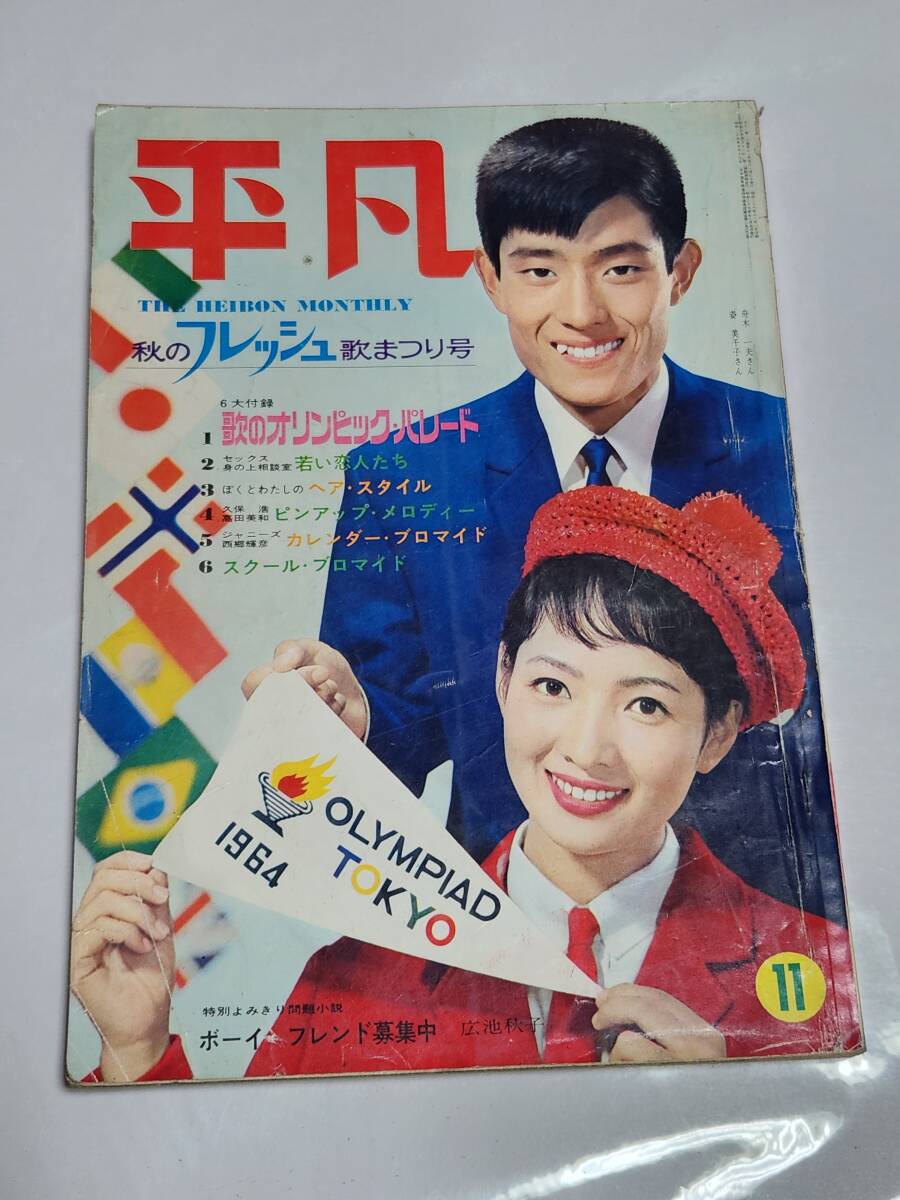 平凡
THE HEIBON MONTHLY
秋のフレッシュ歌まつり号
6大付録
1 歌のオリンピック・パレード
2 セックス身の上相談室 若い恋人たち
3 ぼくとわたしの ヘア・スタイル
4 久保浩 高田美和 ピンアップ・メロディー
5 ジャニーズ 西郷輝彦 カレンダー・ブロマイド
6 スクール・ブロマイド
舟木一夫さん
姿美千子さん
1964
OLYMPIAD
TOKYO
11
特別よみきり問題小説
ボーイ・フレンド募集中 広池秋子